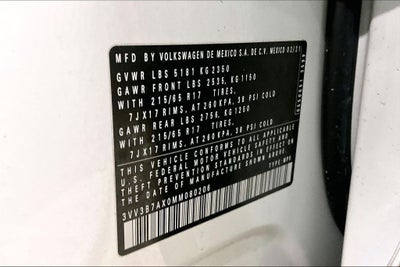 MFD BY VOLKSWAGEN DE MEXICO S.A. DE C.V. MEXICO 02/21
GVWR LBS 5181 KG 2350
GAWR FRONT LBS 2535, KG 1150
WITH 215/65 R17 TIRES,
7JX17 RIMS, AT 260 KPA, 38 PSI COLD
GAWR REAR LBS 2756, KG 1250
WITH 215/65 R17 TIRES,
7JX17 RIMS, AT 260 KPA, 38 PSI COLD
THIS VEHICLE CONFORMS TO ALL APPLICABLE
U.S. FEDERAL MOTOR VEHICLE SAFETY AND
THEFT PREVENTION STANDARDS IN EFFECT ON
DATE OF MANUFACTURE SHOWN ABOVE
TYPE MPV
3VV3B7AX0MM080206